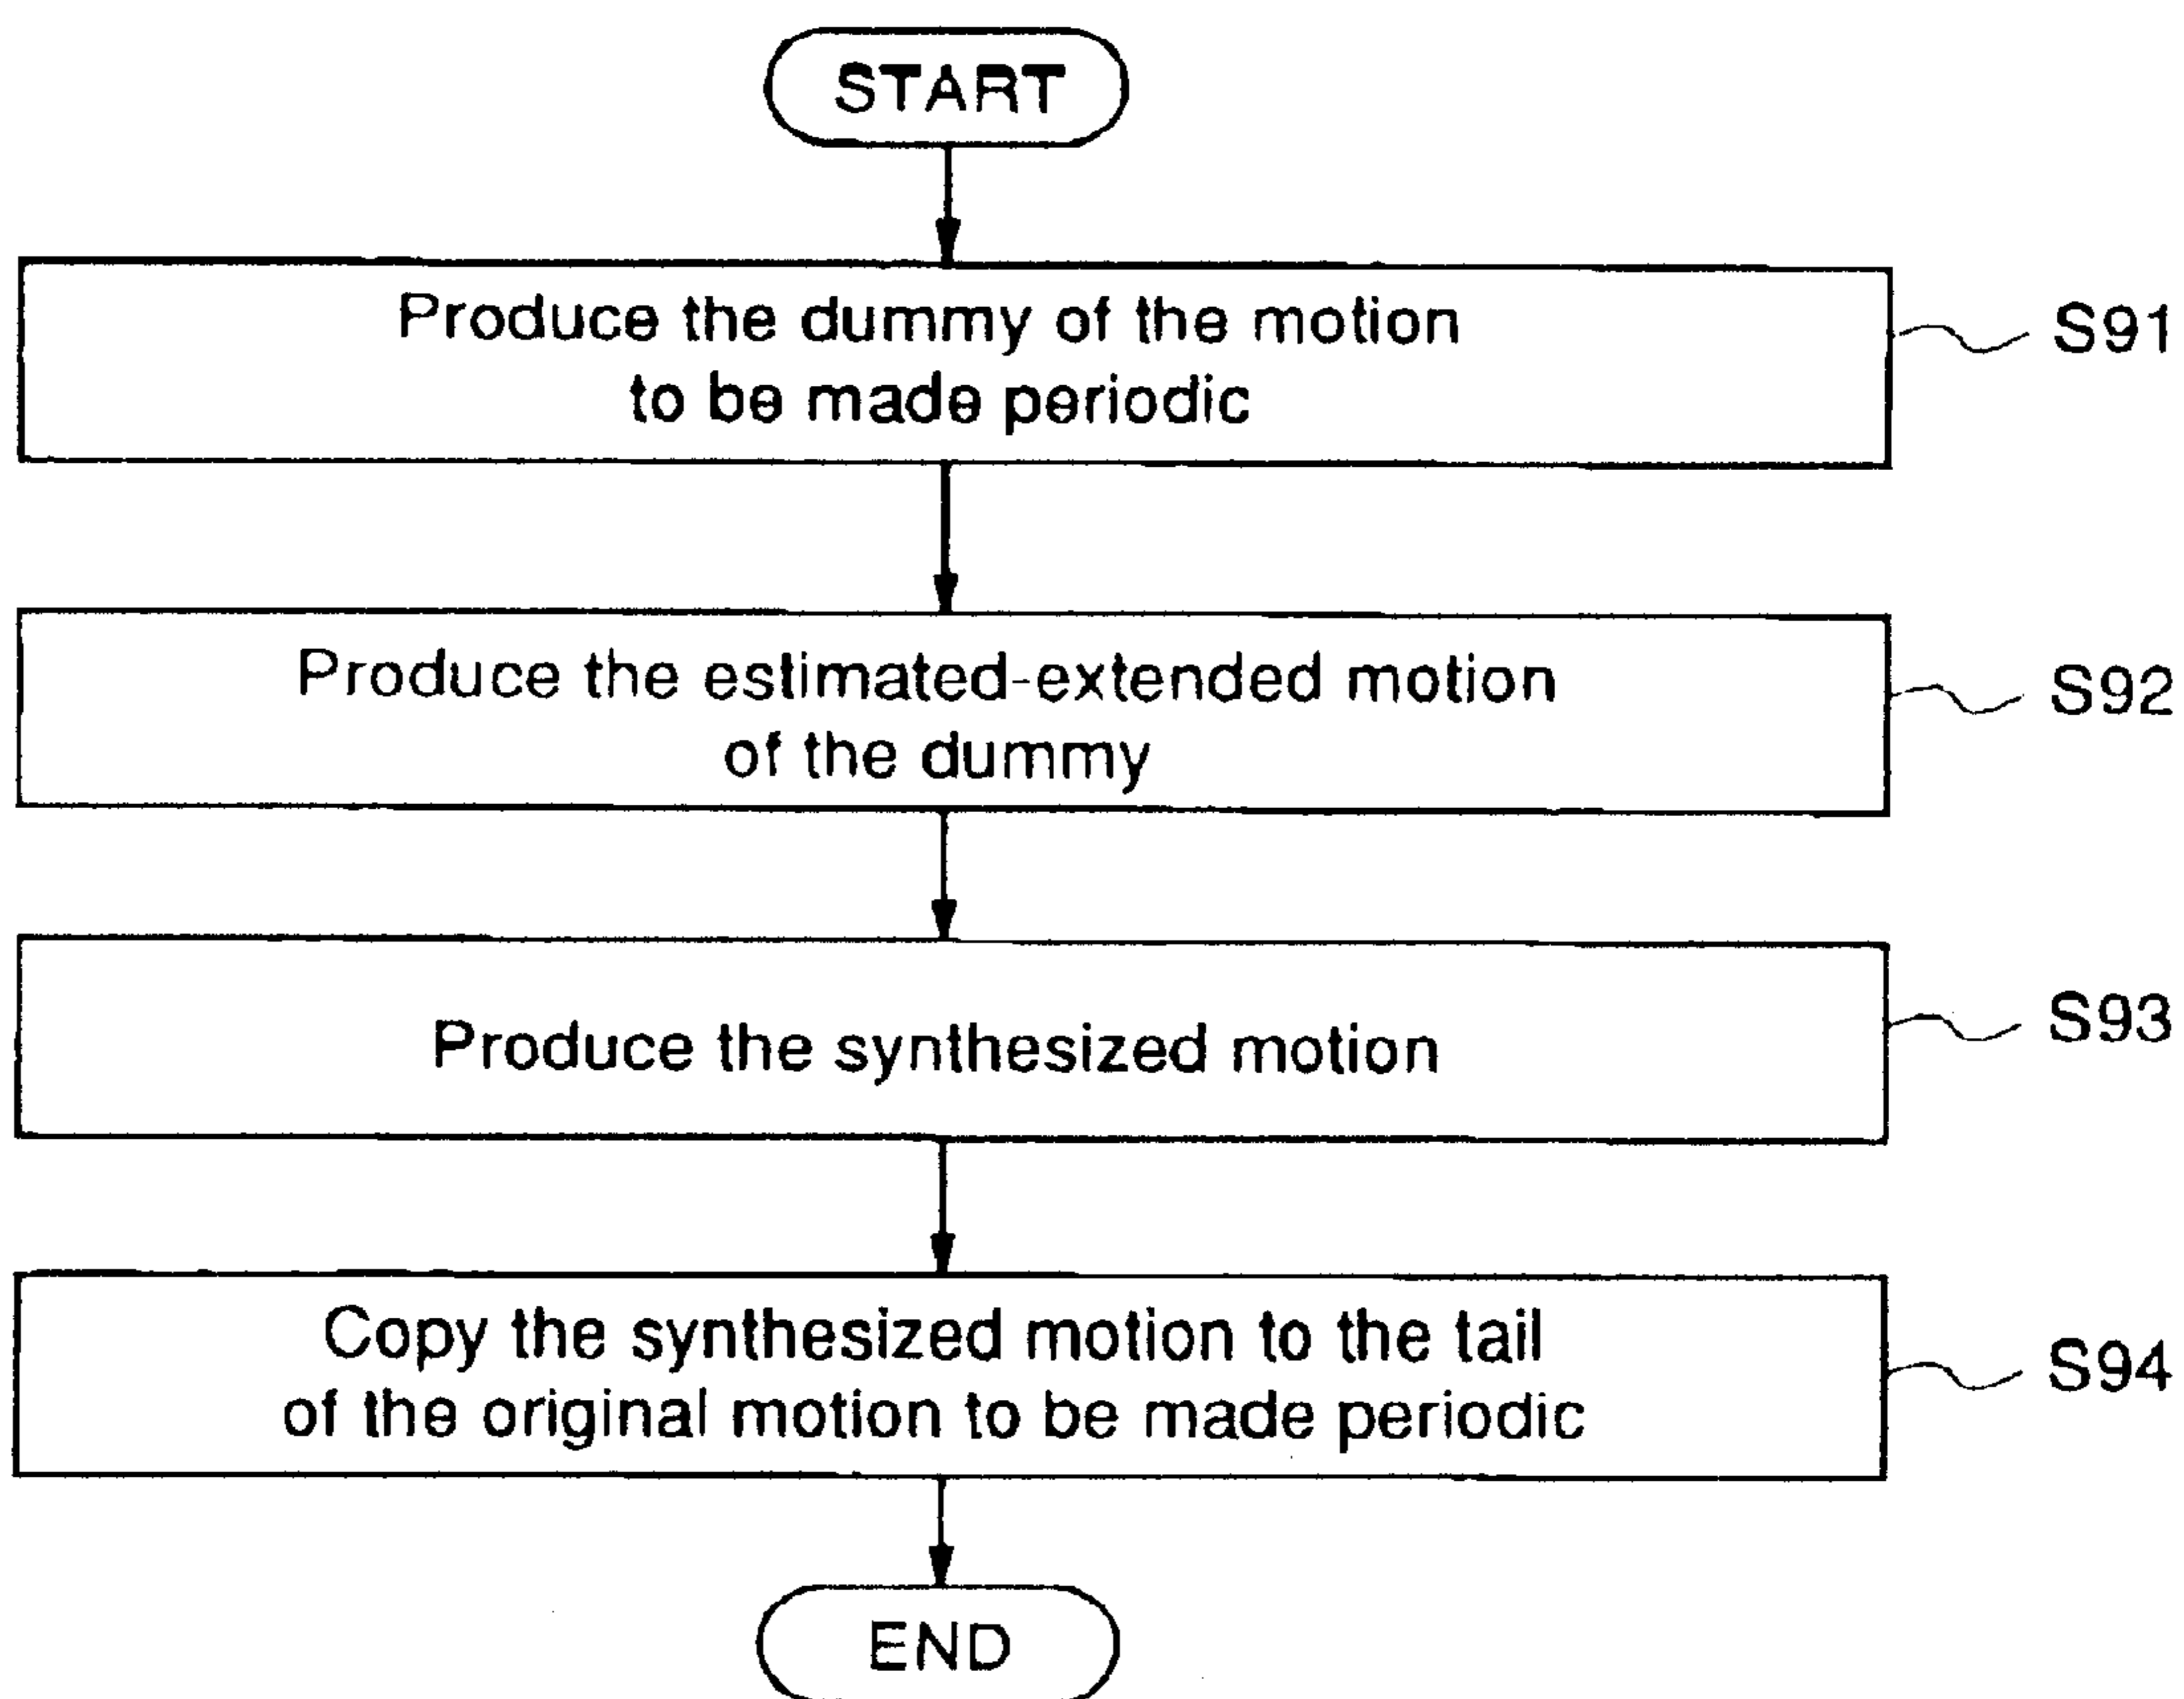 START
Produce the dummy of the motion
to be made periodic
S91
Produce the estimated-extended motion
of the dummy
S92
Produce the synthesized motion
S93
Copy the synthesized motion to the tail
of the original motion to be made periodic
S94
END